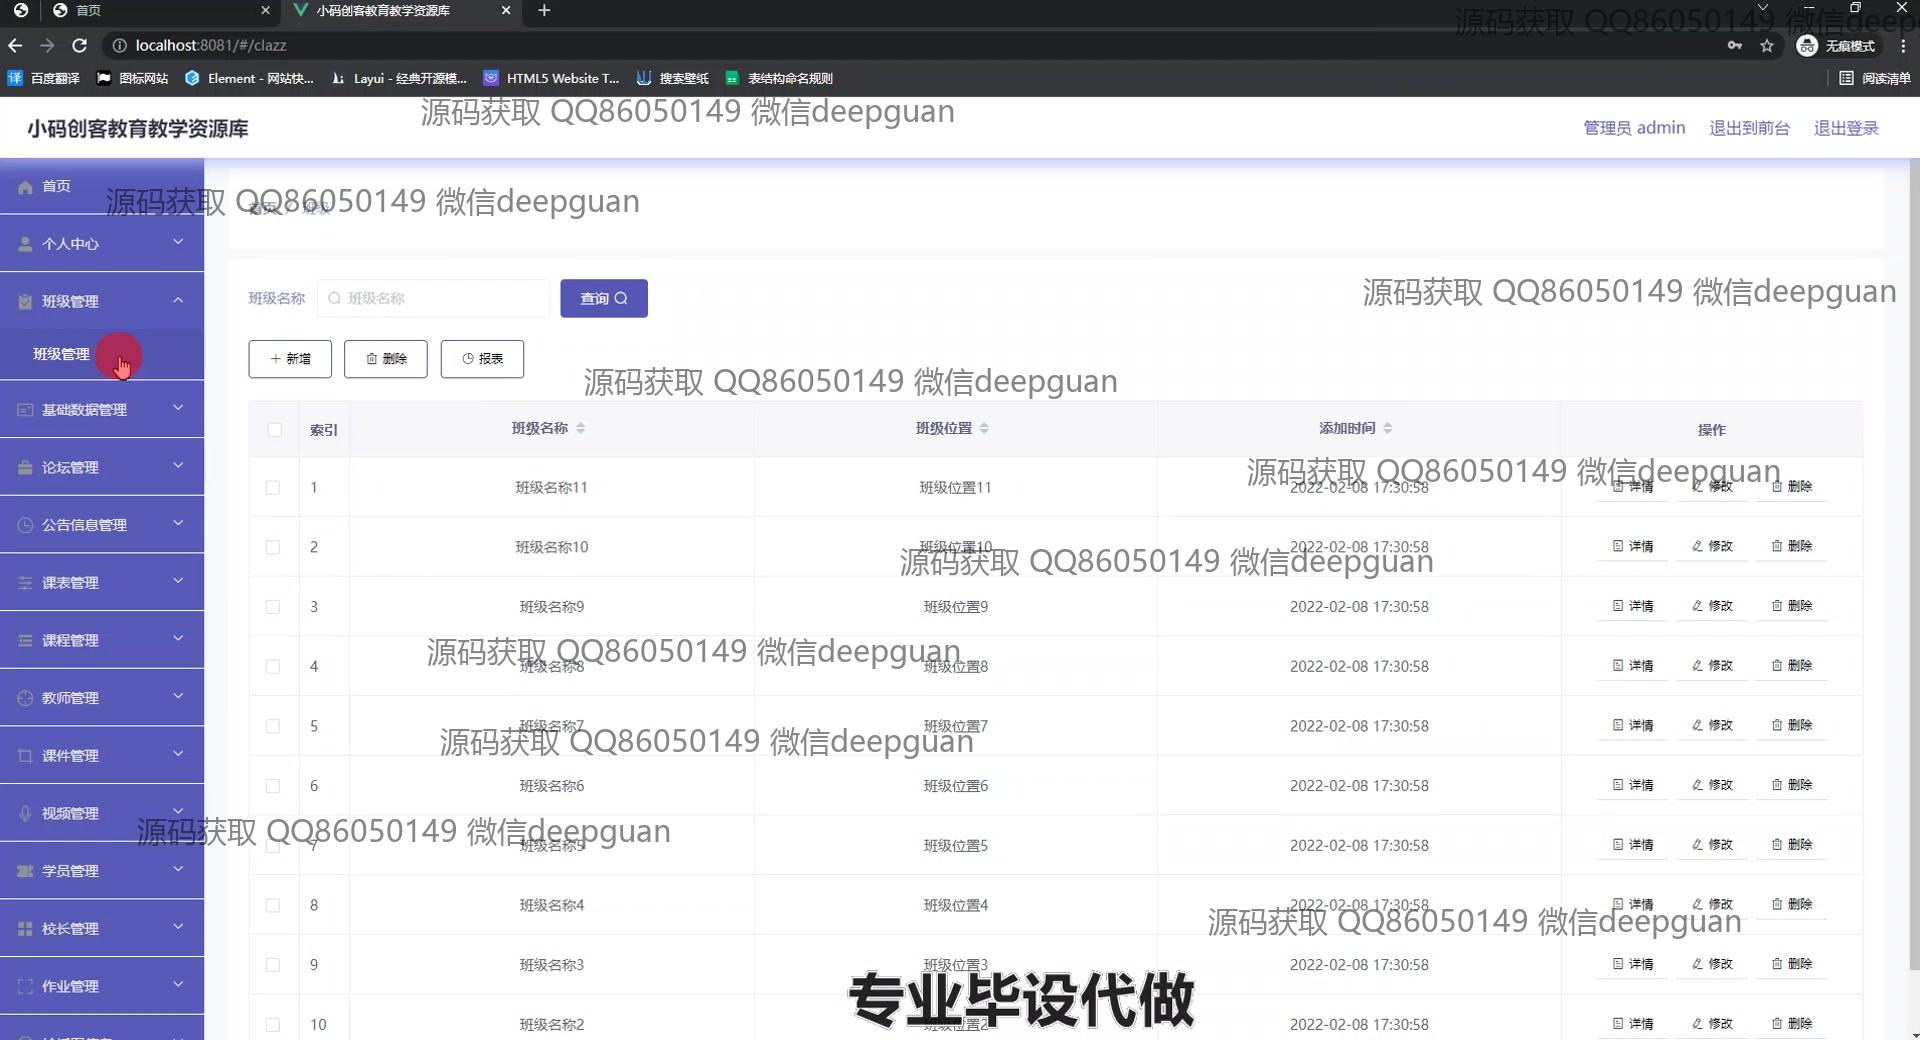 首页
小码创客教育教学资源库
localhost:8081/#/clazz
无痕模式
百度翻译 图标网站 Element - 网站快... Layui - 经典开源模... HTML5 Website T... 搜索壁纸 表结构命名规则 阅读清单
源码获取 QQ86050149 微信deep
源码获取 QQ86050149 微信deepguan
小码创客教育教学资源库
管理员 admin 退出到前台 退出登录
首页
源码获取 QQ86050149 微信deepguan
首页 / 班级
个人中心
班级管理
班级管理
基础数据管理
论坛管理
公告信息管理
课表管理
课程管理
教师管理
课件管理
视频管理
学员管理
校长管理
作业管理
源码获取 QQ86050149 微信deepguan
班级名称 班级名称 查询
新增 删除 报表
源码获取 QQ86050149 微信deepguan
索引 班级名称 班级位置 添加时间 操作
源码获取 QQ86050149 微信deepguan
1 班级名称11 班级位置11 2022-02-08 17:30:58 详情 修改 删除
2 班级名称10 班级位置10 2022-02-08 17:30:58 详情 修改 删除
源码获取 QQ86050149 微信deepguan
3 班级名称9 班级位置9 2022-02-08 17:30:58 详情 修改 删除
源码获取 QQ86050149 微信deepguan
4 班级名称8 班级位置8 2022-02-08 17:30:58 详情 修改 删除
5 班级名称7 班级位置7 2022-02-08 17:30:58 详情 修改 删除
源码获取 QQ86050149 微信deepguan
6 班级名称6 班级位置6 2022-02-08 17:30:58 详情 修改 删除
源码获取 QQ86050149 微信deepguan
7 班级名称5 班级位置5 2022-02-08 17:30:58 详情 修改 删除
8 班级名称4 班级位置4 2022-02-08 17:30:58 详情 修改 删除
源码获取 QQ86050149 微信deepguan
9 班级名称3 班级位置3 2022-02-08 17:30:58 详情 修改 删除
专业毕设代做
10 班级名称2 班级位置2 2022-02-08 17:30:58 详情 修改 删除